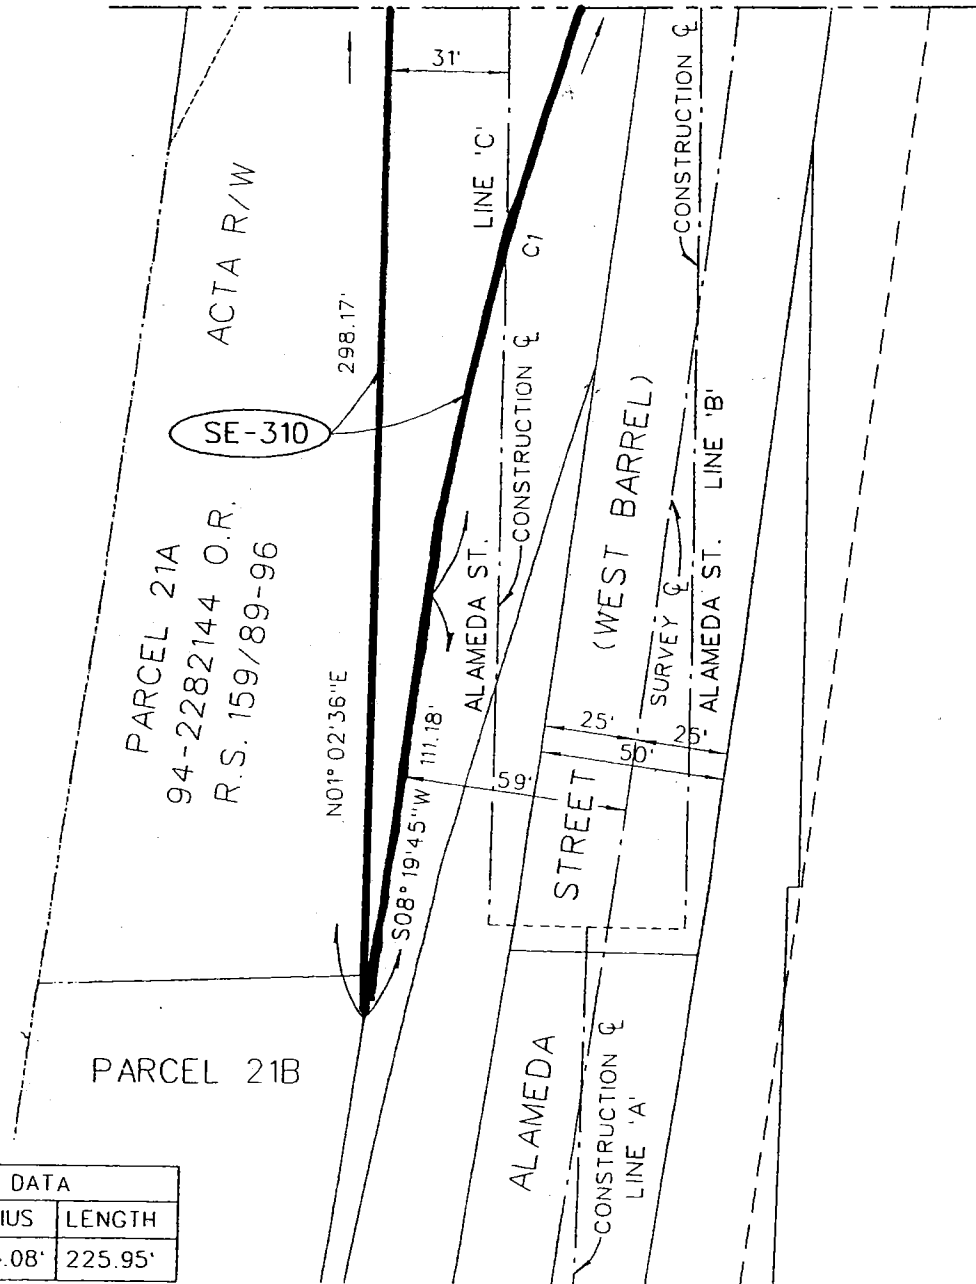 31'
CONSTRUCTION ℄
LINE 'C'
ACTA R/W
C1
298.17'
SE-310
CONSTRUCTION ℄
(WEST BARREL)
LINE 'B'
PARCEL 21A
94-2282144 O.R.
R.S. 159/89-96
ALAMEDA ST.
SURVEY ℄
ALAMEDA ST.
N01° 02'36"E
111.18'
S08° 19'45"W
25'
25'
50'
59'
STREET
PARCEL 21B
ALAMEDA
CONSTRUCTION ℄
LINE 'A'
DATA
IUS
LENGTH
.08'
225.95'